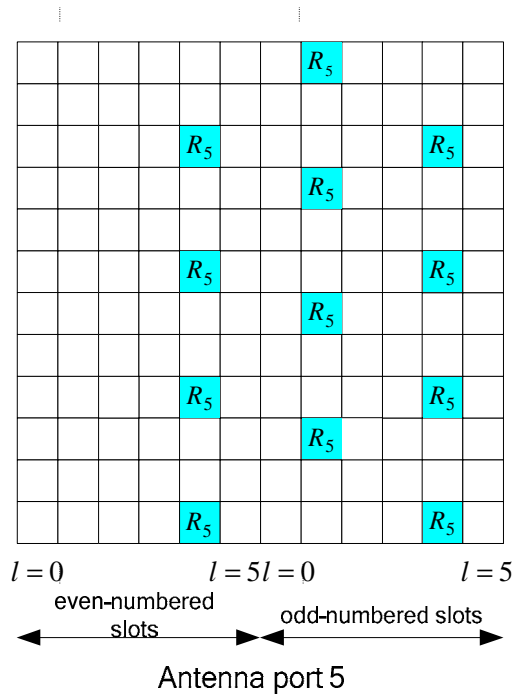 R5
R5 R5
R5
R5 R5
R5
R5 R5
R5
R5 R5
l = 0 l = 5 l = 0 l = 5
even-numbered slots odd-numbered slots
Antenna port 5